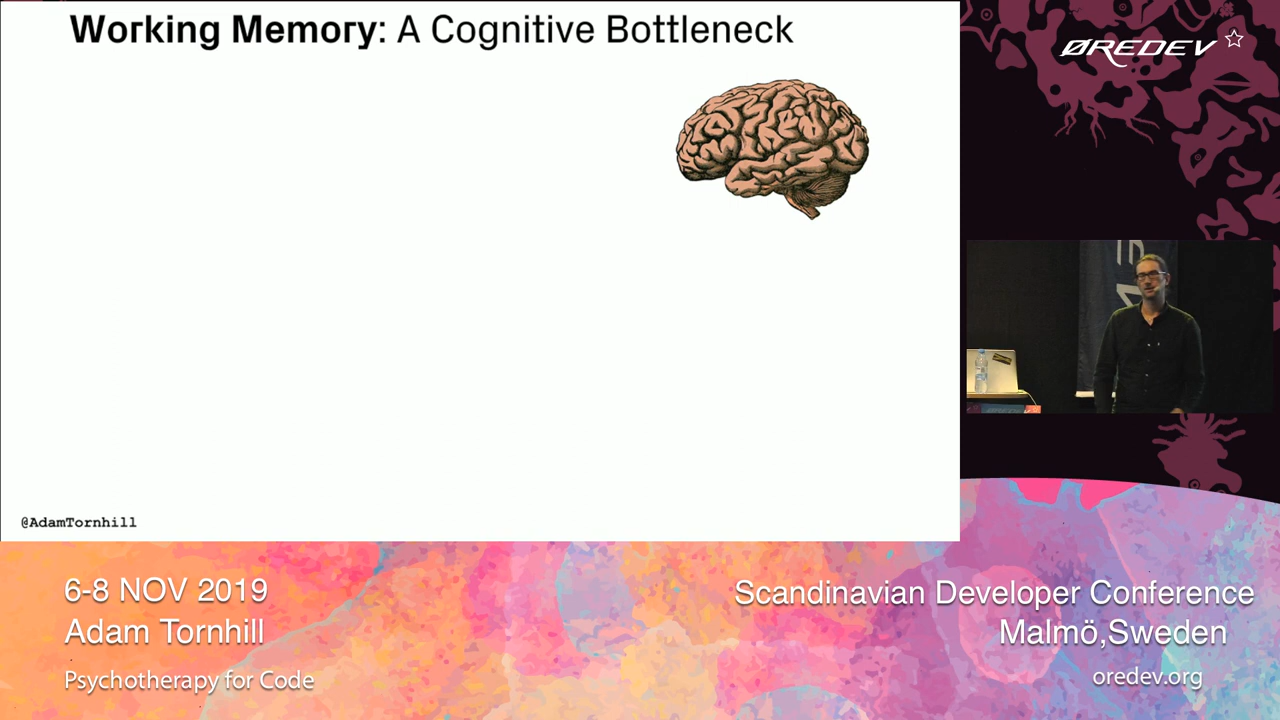 Working Memory: A Cognitive Bottleneck
@AdamTornhill
ØREDEV
6-8 NOV 2019
Adam Tornhill
Psychotherapy for Code
Scandinavian Developer Conference
Malmö,Sweden
oredev.org